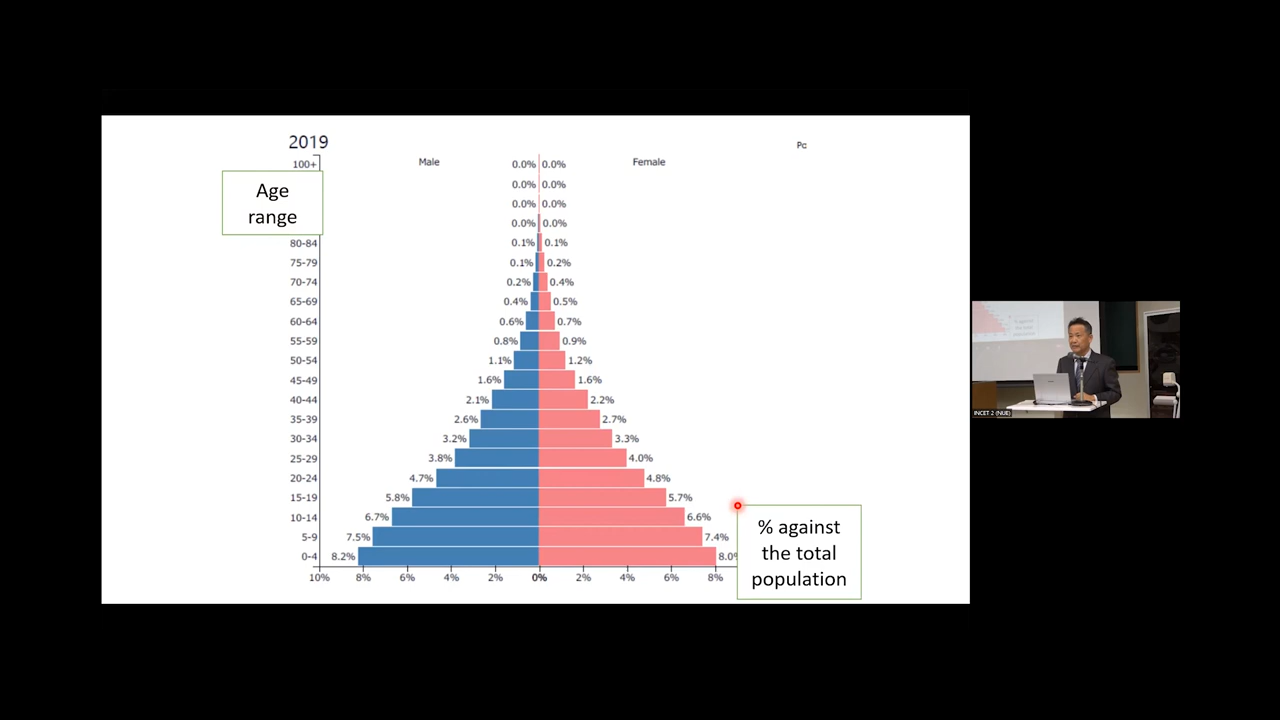 2019
Male
Female
Pc
100+
0.0% 0.0%
0.0% 0.0%
0.0% 0.0%
0.0% 0.0%
Age
range
80-84 0.1% 0.1%
75-79 0.1% 0.2%
70-74 0.2% 0.4%
65-69 0.4% 0.5%
60-64 0.6% 0.7%
55-59 0.8% 0.9%
50-54 1.1% 1.2%
45-49 1.6% 1.6%
40-44 2.1% 2.2%
35-39 2.6% 2.7%
30-34 3.2% 3.3%
25-29 3.8% 4.0%
20-24 4.7% 4.8%
15-19 5.8% 5.7%
10-14 6.7% 6.6%
5-9 7.5% 7.4%
0-4 8.2% 8.0%
10% 8% 6% 4% 2% 0% 2% 4% 6% 8%
% against
the total
population
INCET 2 (NUE)